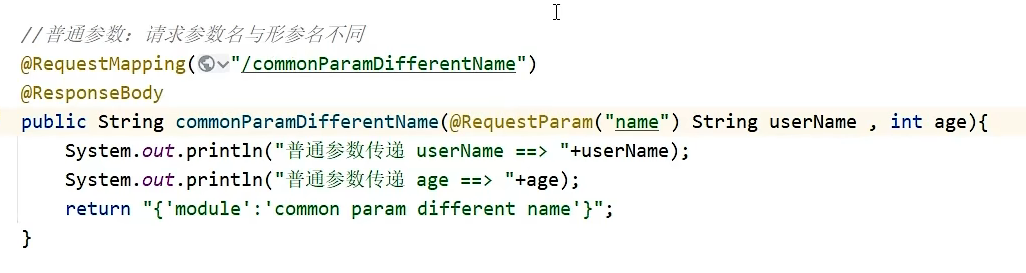 //普通参数：请求参数名与形参名不同
@RequestMapping("/commonParamDifferentName")
@ResponseBody
public String commonParamDifferentName(@RequestParam("name") String userName , int age){
    System.out.println("普通参数传递 userName ==> "+userName);
    System.out.println("普通参数传递 age ==> "+age);
    return "{'module':'common param different name'}";
}